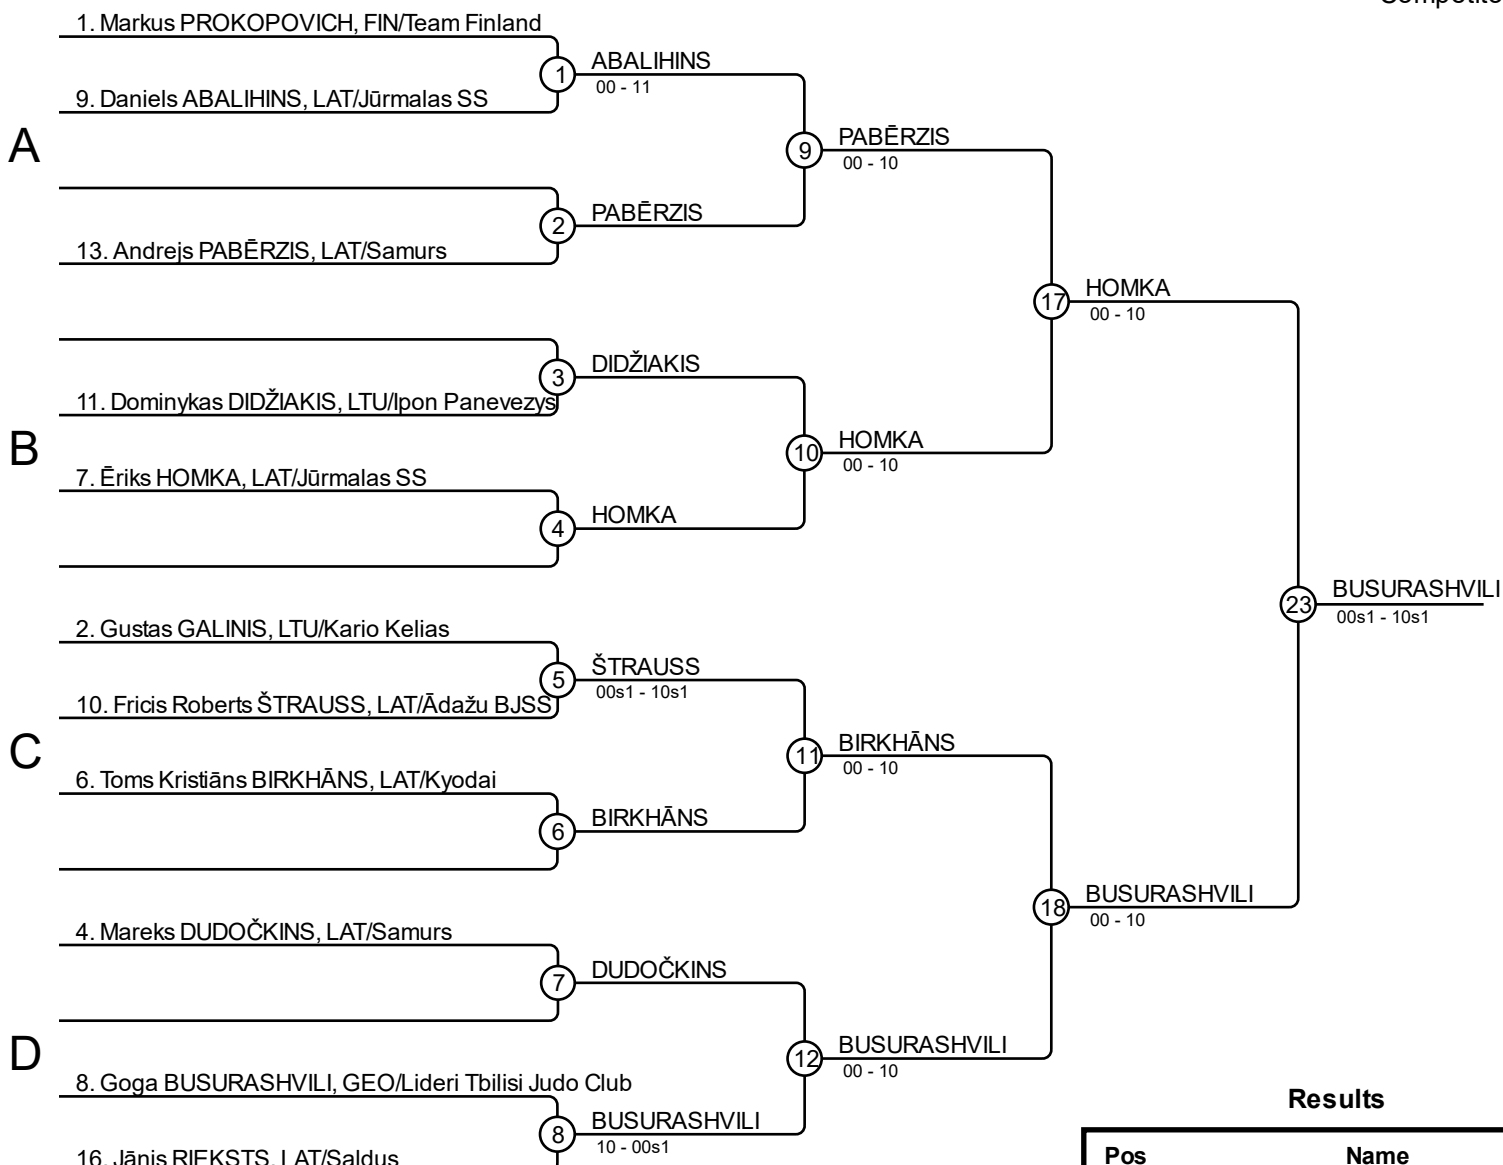 Competito
1. Markus PROKOPOVICH, FIN/Team Finland
1
ABALIHINS
00 - 11
9. Daniels ABALIHINS, LAT/Jūrmalas SS
A
9
PABĒRZIS
00 - 10
2
PABĒRZIS
13. Andrejs PABĒRZIS, LAT/Samurs
17
HOMKA
00 - 10
3
DIDŽIAKIS
11. Dominykas DIDŽIAKIS, LTU/Ipon Panevezys
B
10
HOMKA
00 - 10
7. Ēriks HOMKA, LAT/Jūrmalas SS
4
HOMKA
23
BUSURASHVILI
00s1 - 10s1
2. Gustas GALINIS, LTU/Kario Kelias
5
ŠTRAUSS
00s1 - 10s1
10. Fricis Roberts ŠTRAUSS, LAT/Ādažu BJSS
C
11
BIRKHĀNS
00 - 10
6. Toms Kristiāns BIRKHĀNS, LAT/Kyodai
6
BIRKHĀNS
18
BUSURASHVILI
00 - 10
4. Mareks DUDOČKINS, LAT/Samurs
7
DUDOČKINS
D
12
BUSURASHVILI
00 - 10
8. Goga BUSURASHVILI, GEO/Lideri Tbilisi Judo Club
8
BUSURASHVILI
10 - 00s1
16. Jānis RIEKSTS, LAT/Saldus
Results
Pos Name